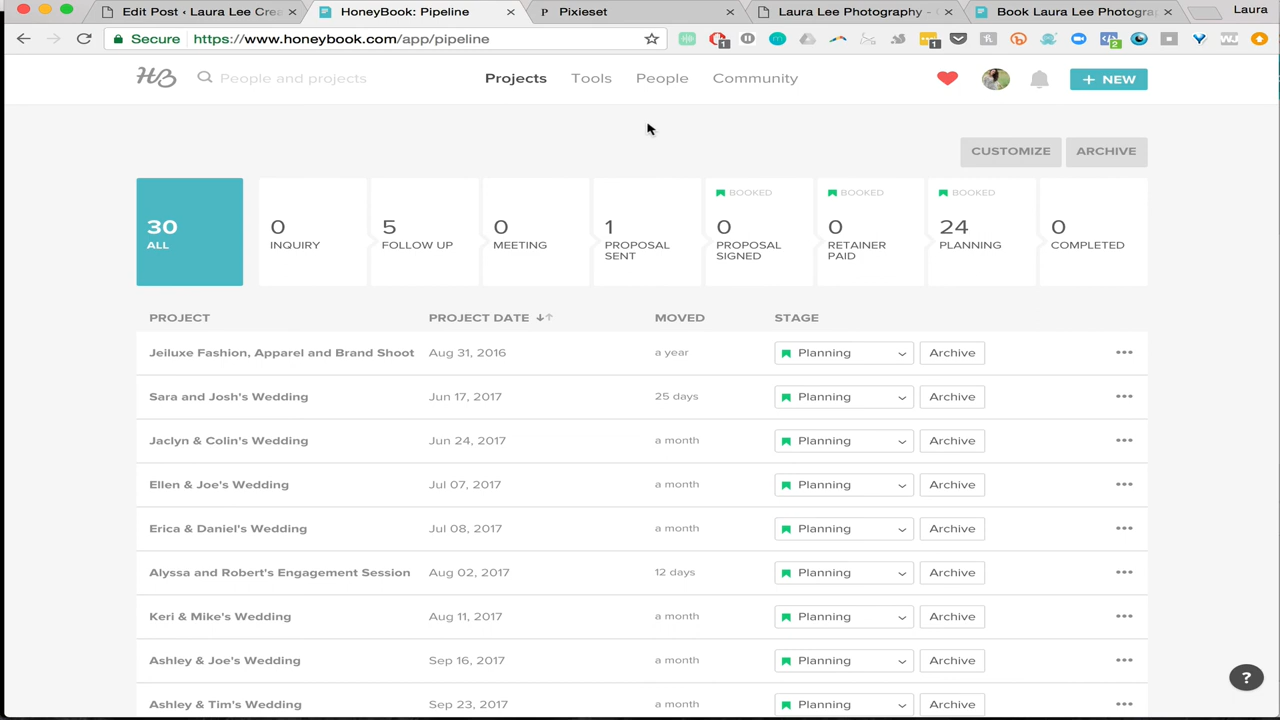 Edit Post ‹ Laura Lee Crea
HoneyBook: Pipeline
Pixieset
Laura Lee Photography -
Book Laura Lee Photogra
Laura
Secure
https://www.honeybook.com/app/pipeline
HB
People and projects
Projects
Tools
People
Community
+ NEW
CUSTOMIZE
ARCHIVE
30
ALL
0
INQUIRY
5
FOLLOW UP
0
MEETING
1
PROPOSAL
SENT
BOOKED
0
PROPOSAL
SIGNED
BOOKED
0
RETAINER
PAID
BOOKED
24
PLANNING
0
COMPLETED
PROJECT PROJECT DATE MOVED STAGE
Jeiluxe Fashion, Apparel and Brand Shoot Aug 31, 2016 a year Planning Archive
Sara and Josh's Wedding Jun 17, 2017 25 days Planning Archive
Jaclyn & Colin's Wedding Jun 24, 2017 a month Planning Archive
Ellen & Joe's Wedding Jul 07, 2017 a month Planning Archive
Erica & Daniel's Wedding Jul 08, 2017 a month Planning Archive
Alyssa and Robert's Engagement Session Aug 02, 2017 12 days Planning Archive
Keri & Mike's Wedding Aug 11, 2017 a month Planning Archive
Ashley & Joe's Wedding Sep 16, 2017 a month Planning Archive
Ashley & Tim's Wedding Sep 23, 2017 a month Planning Archive
?